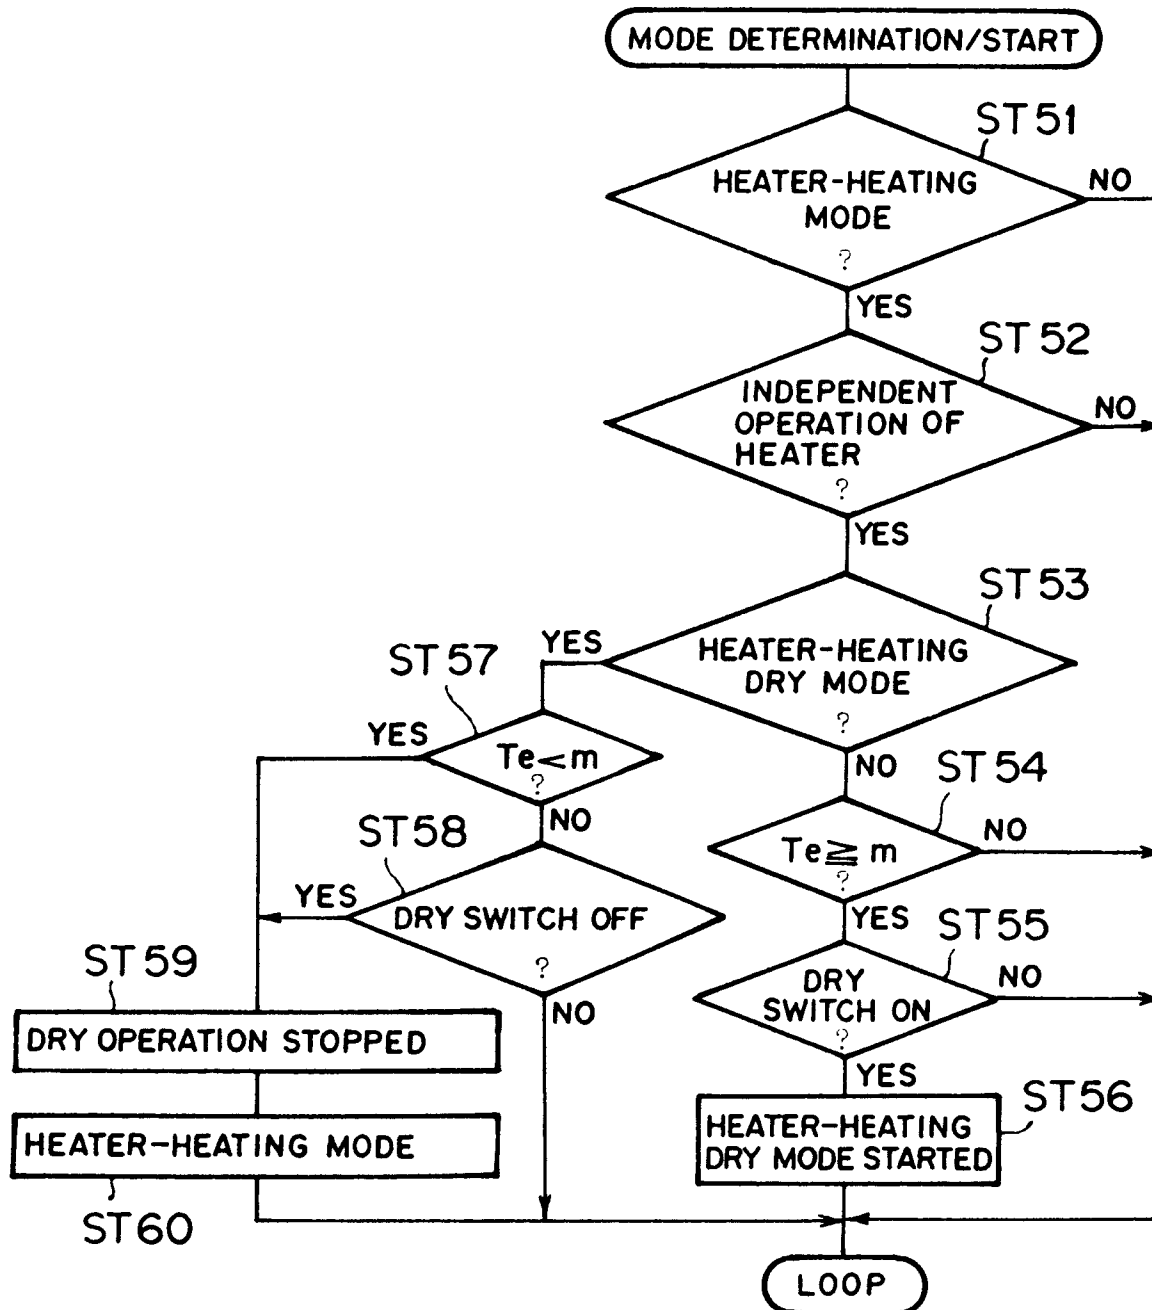 MODE DETERMINATION/START
ST51
HEATER-HEATING
MODE
?
NO
YES
ST52
INDEPENDENT
OPERATION OF
HEATER
?
NO
YES
ST53
HEATER-HEATING
DRY MODE
?
YES
NO
ST57
Te<m
?
YES
NO
ST54
Te≧m
?
NO
YES
ST58
DRY SWITCH OFF
?
YES
NO
ST55
DRY
SWITCH ON
?
NO
YES
ST59
DRY OPERATION STOPPED
ST56
HEATER-HEATING
DRY MODE STARTED
HEATER-HEATING MODE
ST60
LOOP